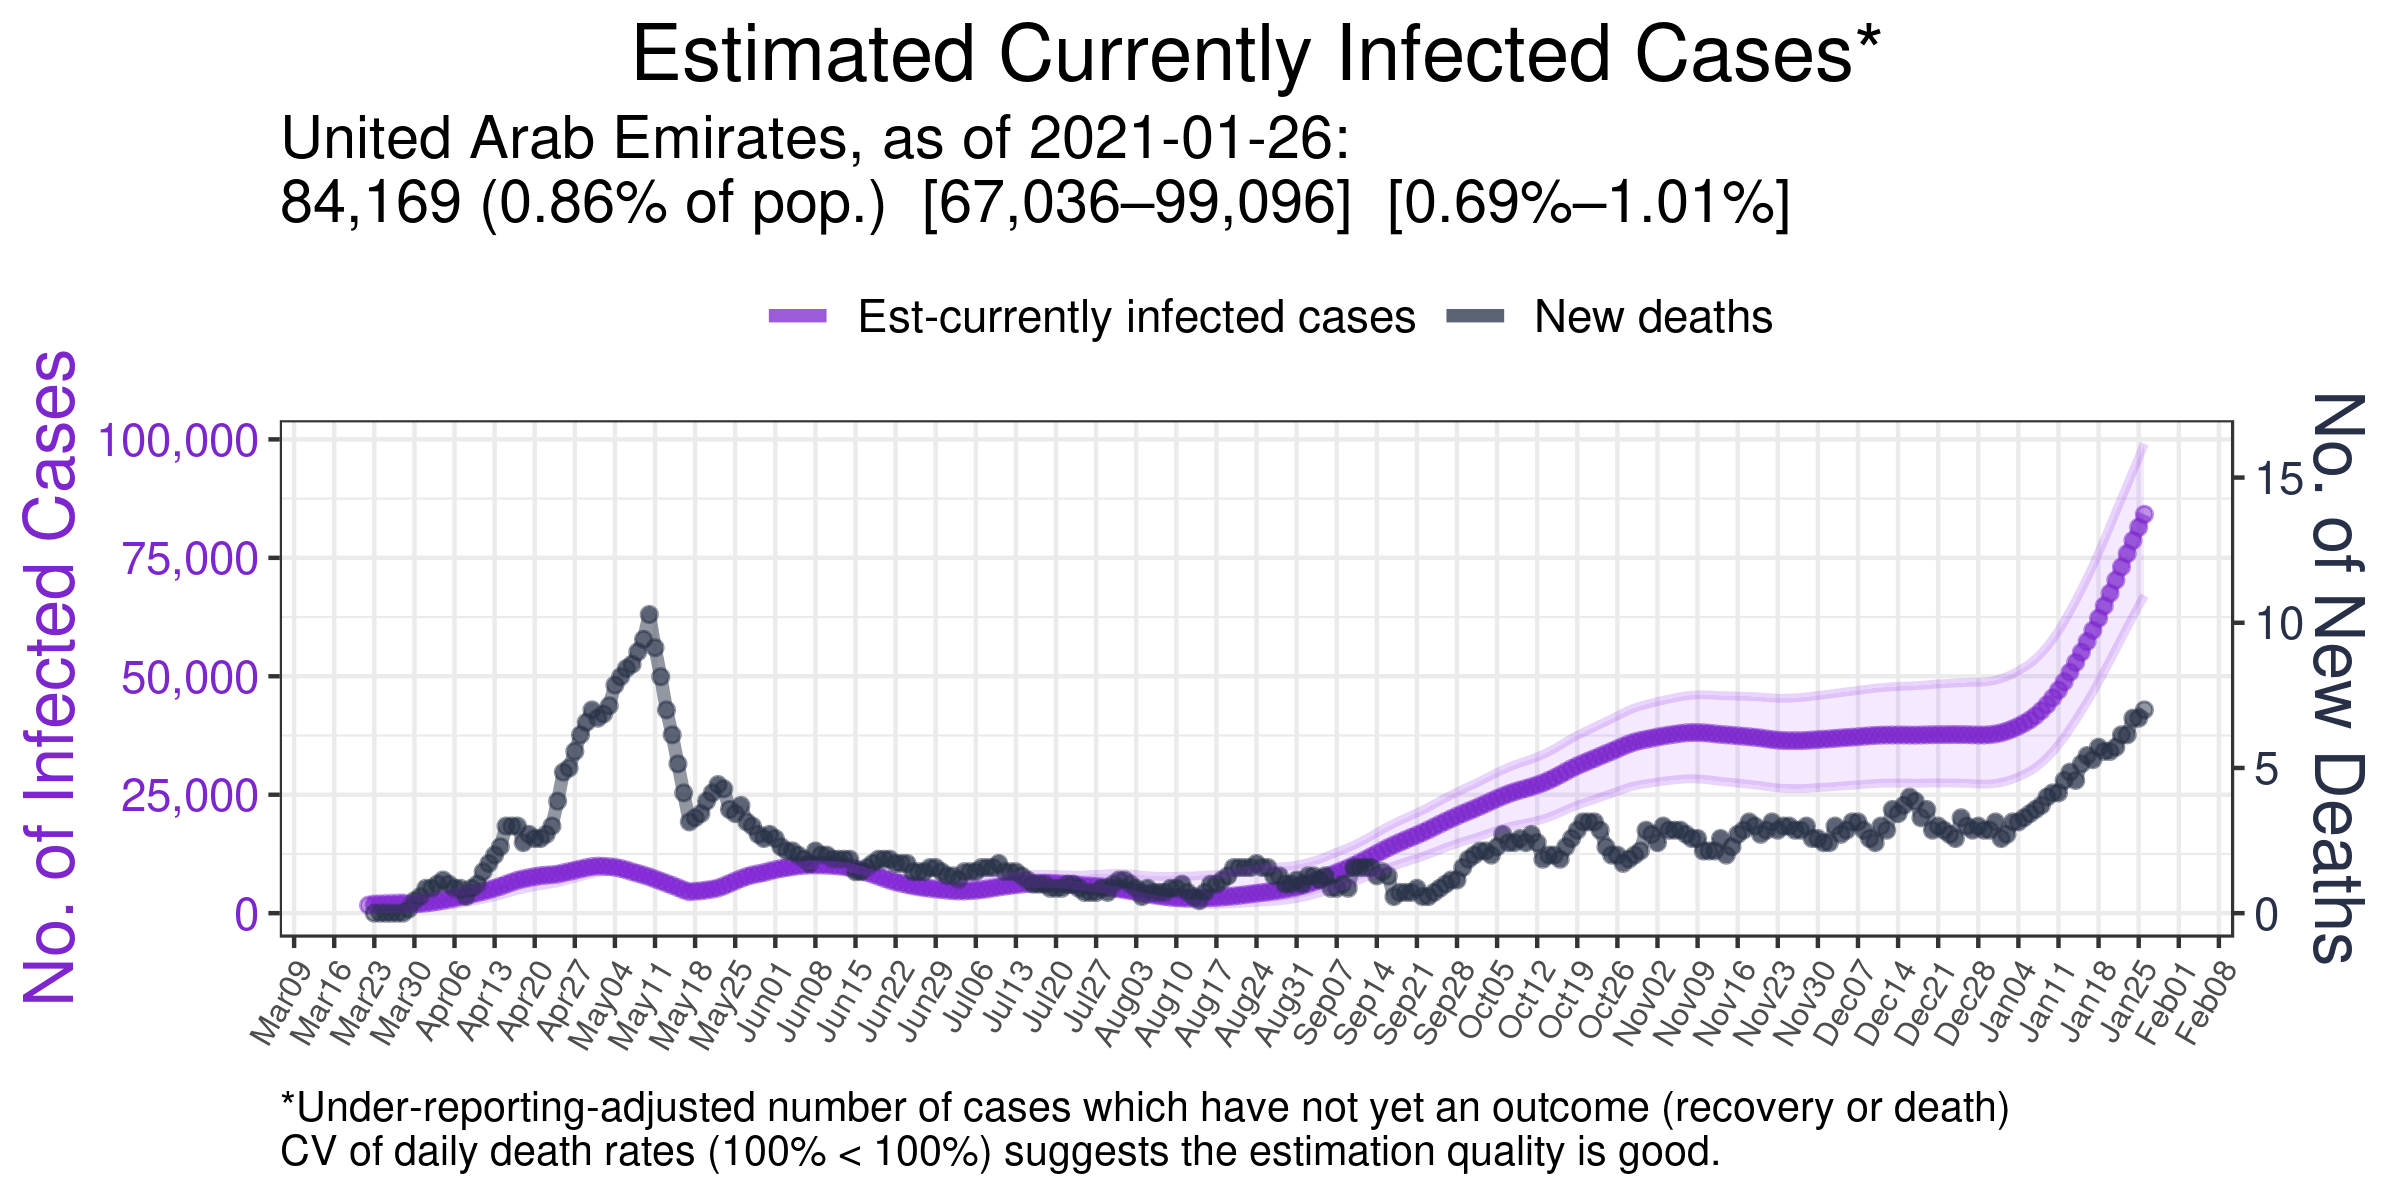 Estimated Currently Infected Cases*
United Arab Emirates, as of 2021-01-26:
84,169 (0.86% of pop.) [67,036–99,096] [0.69%–1.01%]
Est-currently infected cases New deaths
No. of Infected Cases
100,000
75,000
50,000
25,000
0
15
10
5
0
No. of New Deaths
Mar09 Mar16 Mar23 Mar30 Apr06 Apr13 Apr20 Apr27 May04 May11 May18 May25 Jun01 Jun08 Jun15 Jun22 Jun29 Jul06 Jul13 Jul20 Jul27 Aug03 Aug10 Aug17 Aug24 Aug31 Sep07 Sep14 Sep21 Sep28 Oct05 Oct12 Oct19 Oct26 Nov02 Nov09 Nov16 Nov23 Nov30 Dec07 Dec14 Dec21 Dec28 Jan04 Jan11 Jan18 Jan25 Feb01 Feb08
*Under-reporting-adjusted number of cases which have not yet an outcome (recovery or death)
CV of daily death rates (100% < 100%) suggests the estimation quality is good.